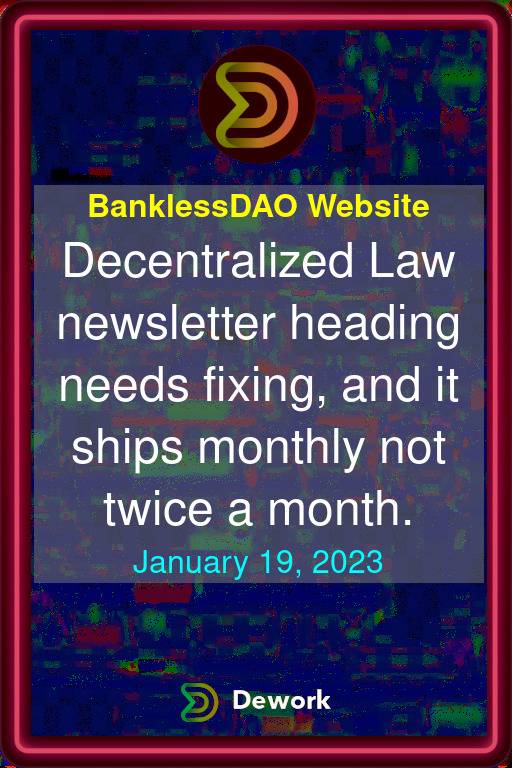 BanklessDAO Website
Decentralized Law
newsletter heading
needs fixing, and it
ships monthly not
twice a month.
January 19, 2023
Dework